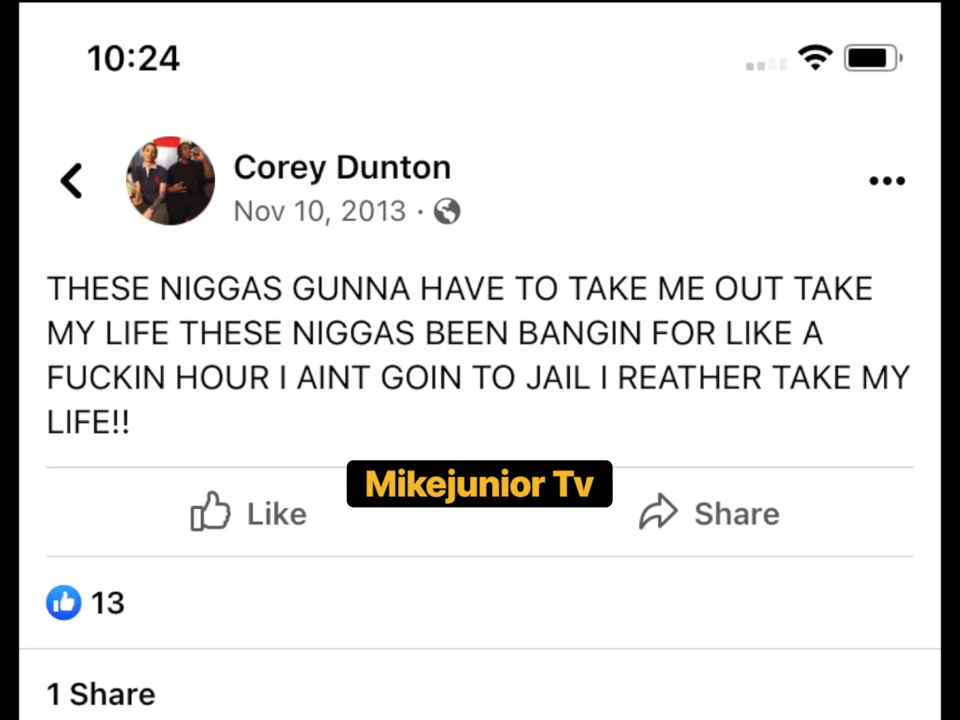 10:24
Corey Dunton
Nov 10, 2013 ·
THESE NIGGAS GUNNA HAVE TO TAKE ME OUT TAKE
MY LIFE THESE NIGGAS BEEN BANGIN FOR LIKE A
FUCKIN HOUR I AINT GOIN TO JAIL I REATHER TAKE MY
LIFE!!
Mikejunior Tv
Like
Share
13
1 Share